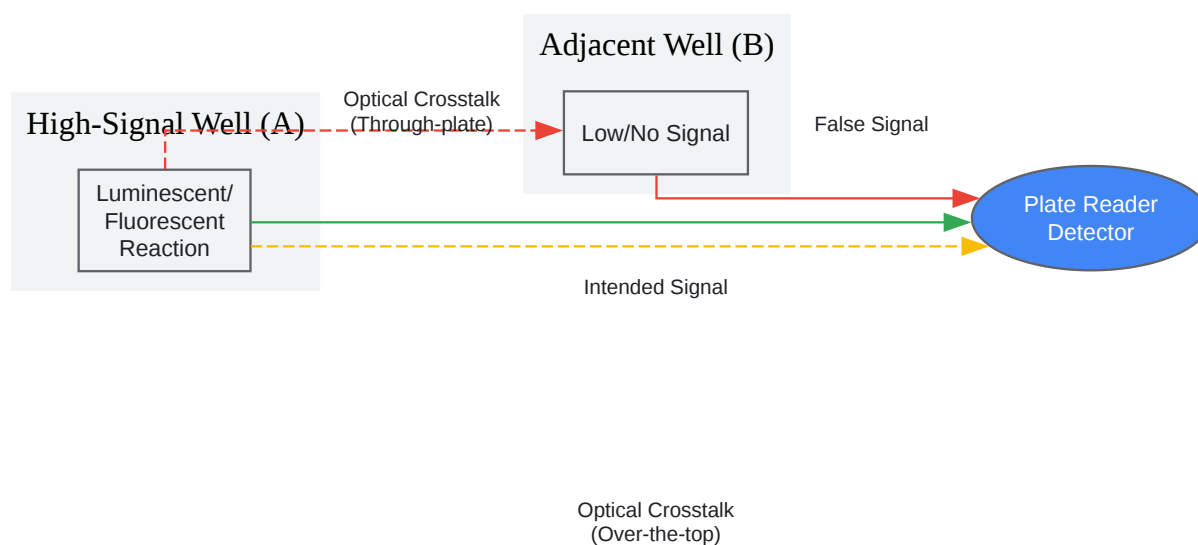 Adjacent Well (B)
High-Signal Well (A)
Optical Crosstalk
(Through-plate)
Low/No Signal
False Signal
Luminescent/
Fluorescent
Reaction
Plate Reader
Detector
Intended Signal
Optical Crosstalk
(Over-the-top)